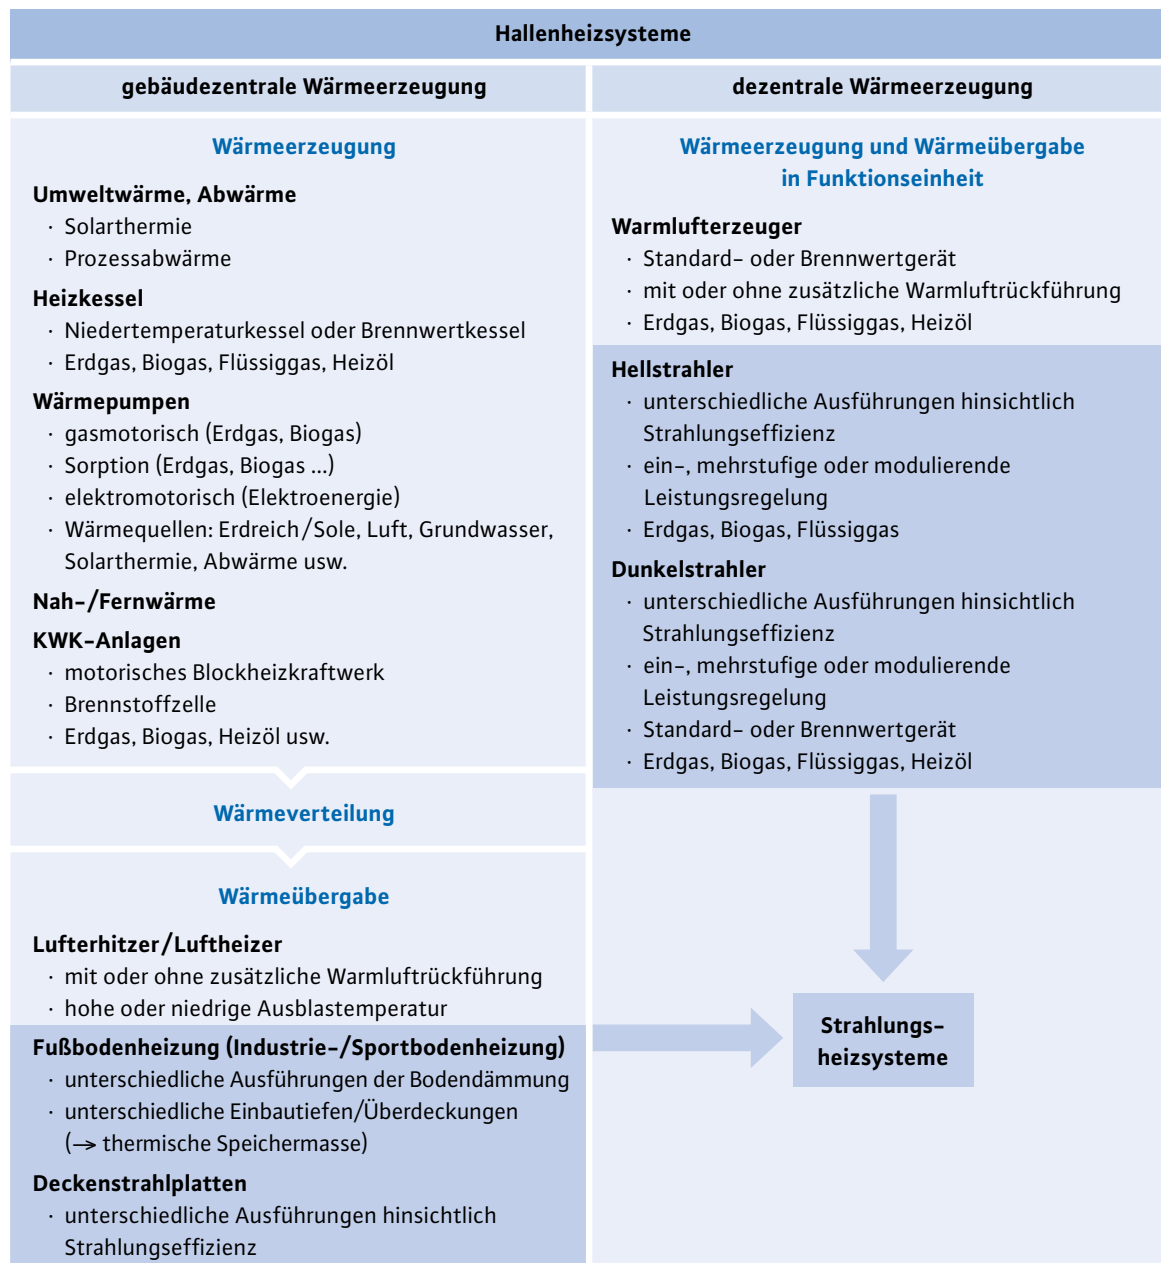 Hallenheizsysteme
gebäudezentrale Wärmeerzeugung
Wärmeerzeugung
Umweltwärme, Abwärme
· Solarthermie
· Prozessabwärme
Heizkessel
· Niedertemperaturkessel oder Brennwertkessel
· Erdgas, Biogas, Flüssiggas, Heizöl
Wärmepumpen
· gasmotorisch (Erdgas, Biogas)
· Sorption (Erdgas, Biogas ...)
· elektromotorisch (Elektroenergie)
· Wärmequellen: Erdreich/Sole, Luft, Grundwasser,
Solarthermie, Abwärme usw.
Nah-/Fernwärme
KWK-Anlagen
· motorisches Blockheizkraftwerk
· Brennstoffzelle
· Erdgas, Biogas, Heizöl usw.
Wärmeverteilung
Wärmeübergabe
Lufterhitzer/Luftheizer
· mit oder ohne zusätzliche Warmluftrückführung
· hohe oder niedrige Ausblastemperatur
Fußbodenheizung (Industrie-/Sportbodenheizung)
· unterschiedliche Ausführungen der Bodendämmung
· unterschiedliche Einbautiefen/Überdeckungen
(→ thermische Speichermasse)
Deckenstrahlplatten
· unterschiedliche Ausführungen hinsichtlich
Strahlungseffizienz
dezentrale Wärmeerzeugung
Wärmeerzeugung und Wärmeübergabe
in Funktionseinheit
Warmlufterzeuger
· Standard- oder Brennwertgerät
· mit oder ohne zusätzliche Warmluftrückführung
· Erdgas, Biogas, Flüssiggas, Heizöl
Hellstrahler
· unterschiedliche Ausführungen hinsichtlich
Strahlungseffizienz
· ein-, mehrstufige oder modulierende
Leistungsregelung
· Erdgas, Biogas, Flüssiggas
Dunkelstrahler
· unterschiedliche Ausführungen hinsichtlich
Strahlungseffizienz
· ein-, mehrstufige oder modulierende
Leistungsregelung
· Standard- oder Brennwertgerät
· Erdgas, Biogas, Flüssiggas, Heizöl
Strahlungs-
heizsysteme